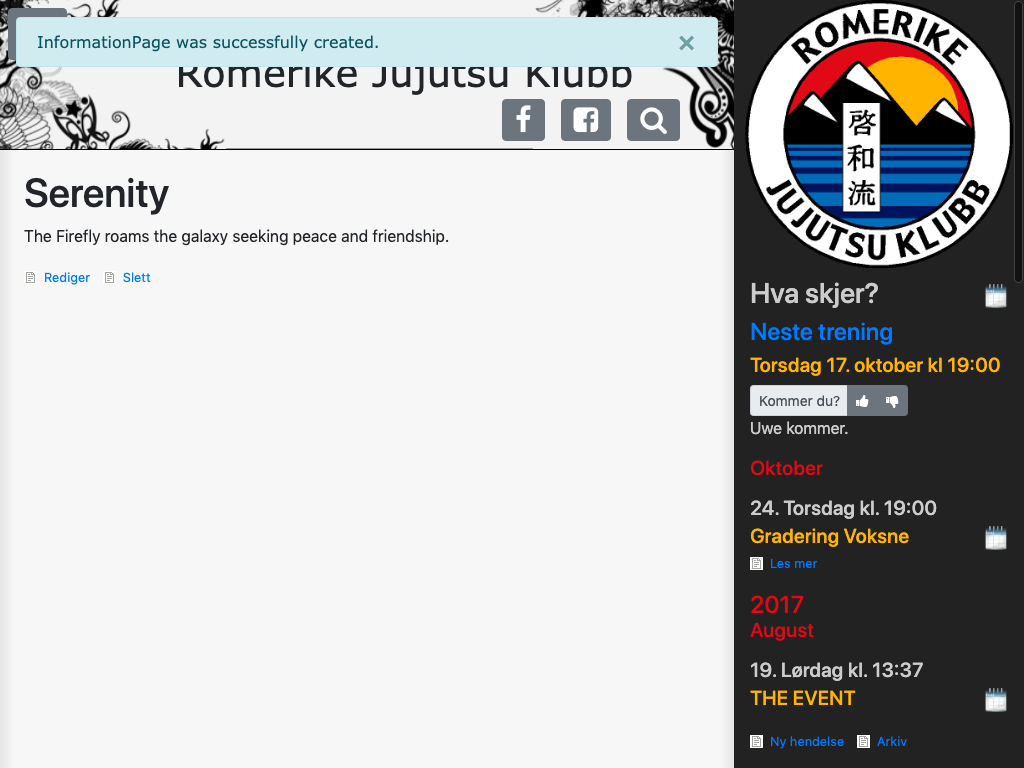 InformationPage was successfully created.
×
Romerike Jujutsu Klubb
Serenity
The Firefly roams the galaxy seeking peace and friendship.
Rediger Slett
ROMERIKE
啓和流
JUJUTSU KLUBB
Hva skjer?
Neste trening
Torsdag 17. oktober kl 19:00
Kommer du?
Uwe kommer.
Oktober
24. Torsdag kl. 19:00
Gradering Voksne
Les mer
2017
August
19. Lørdag kl. 13:37
THE EVENT
Ny hendelse Arkiv